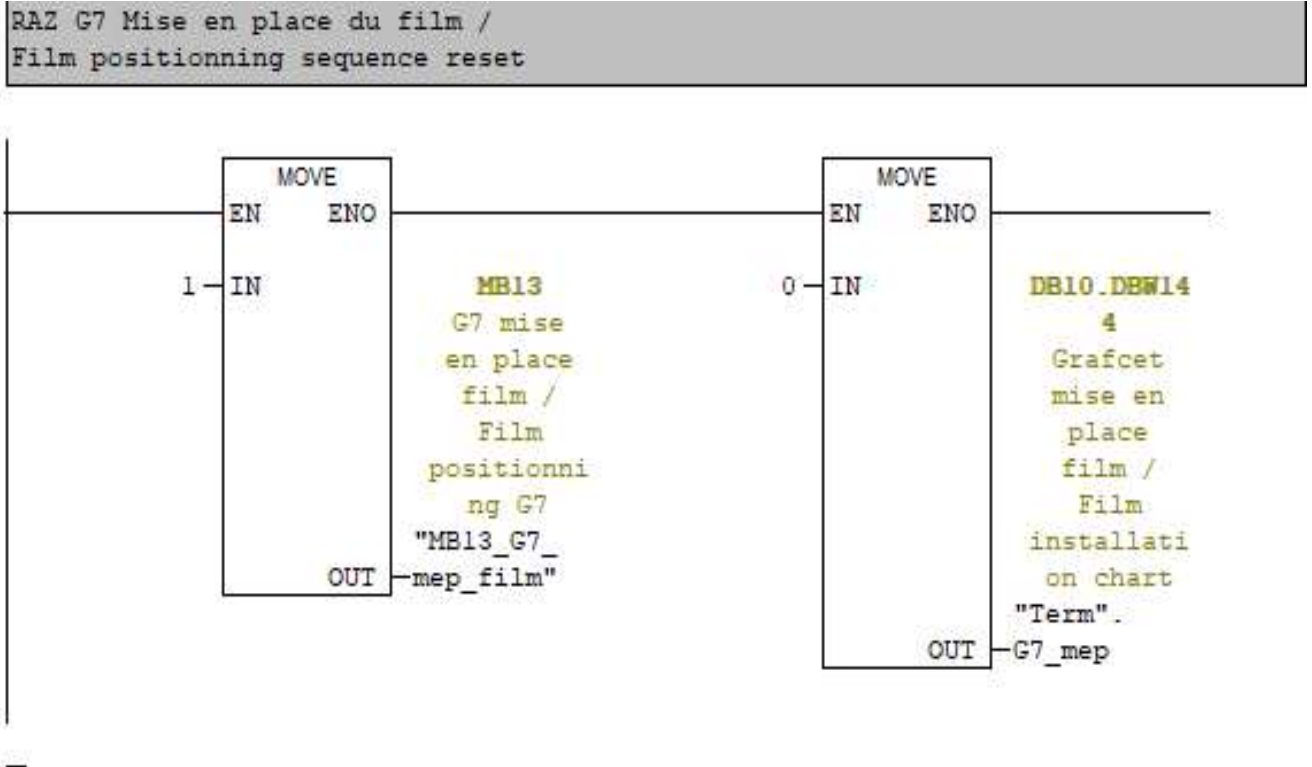 RAZ G7 Mise en place du film /
Film positionning sequence reset
MOVE
EN ENO
1 IN
MB13
G7 mise
en place
film /
Film
positionni
ng G7
"MB13_G7_
OUT mep_film"
MOVE
EN ENO
0 IN
DB10.DBW14
4
Grafcet
mise en
place
film /
Film
installati
on chart
"Term".
OUT G7_mep